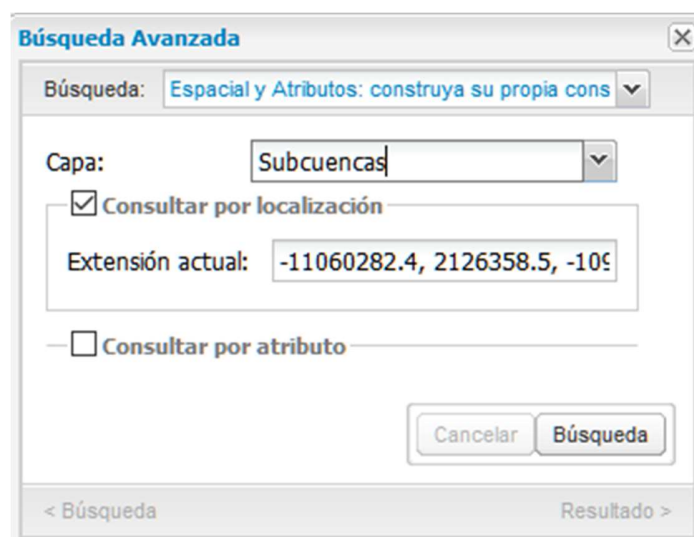 Búsqueda Avanzada
Búsqueda: Espacial y Atributos: construya su propia cons
Capa: Subcuencas
Consultar por localización
Extensión actual: -11060282.4, 2126358.5, -109
Consultar por atributo
Cancelar Búsqueda
< Búsqueda Resultado >